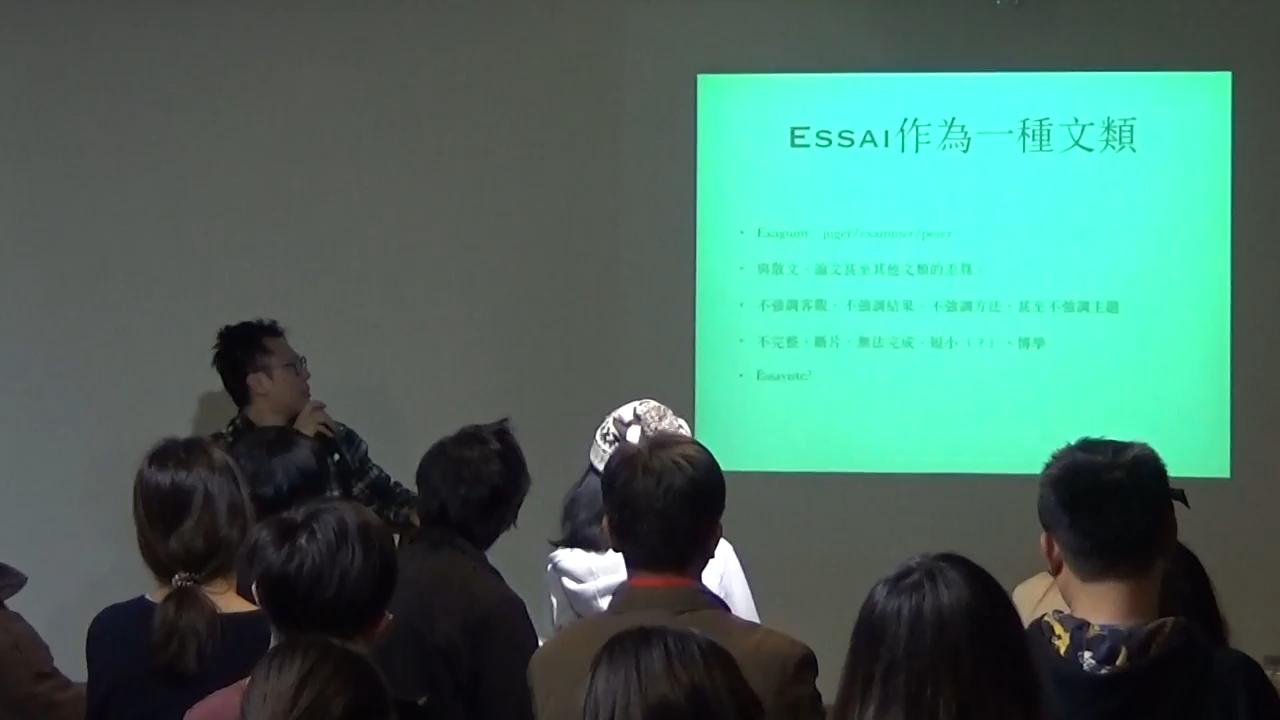 ESSAI作為一種文類
• Exagium juger/examiner/peser
• 與散文、論文甚至其他文類的差異
• 不強調客觀、不強調結果、不強調方法、甚至不強調主題
• 不完整、斷片、無法完成、短小（？）、博學
• Essayiste?